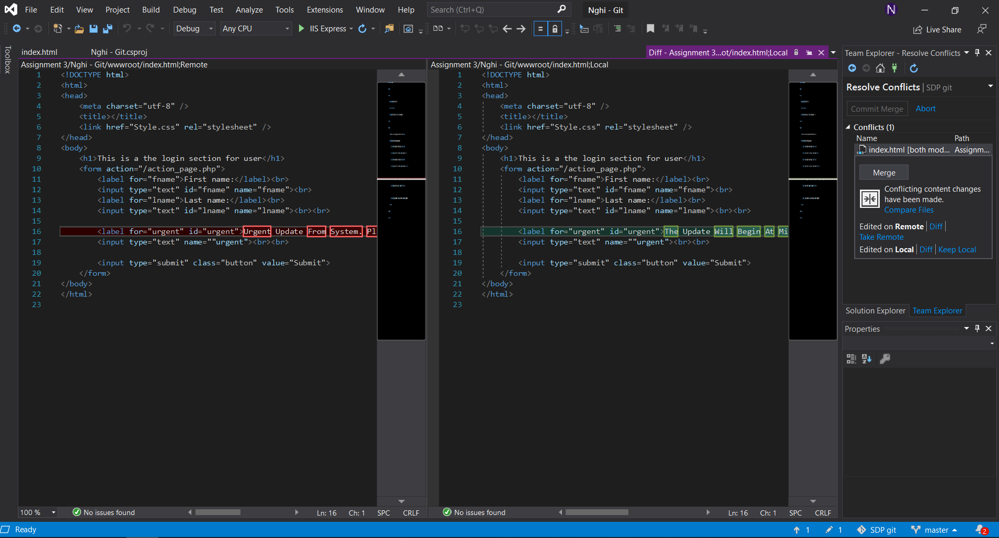 File Edit View Project Build Debug Test Analyze Tools Extensions Window Help Search (Ctrl+Q) Nghi - Git N
Debug Any CPU IIS Express Live Share
Toolbox
index.html Nghi - Git.csproj Diff - Assignment 3...ot/index.html;Local
Assignment 3/Nghi - Git/wwwroot/index.html;Remote
1 <!DOCTYPE html>
2 <html>
3 <head>
4 <meta charset="utf-8" />
5 <title></title>
6 <link href="Style.css" rel="stylesheet" />
7 </head>
8 <body>
9 <h1>This is a the login section for user</h1>
10 <form action="/action_page.php">
11 <label for="fname">First name:</label><br>
12 <input type="text" id="fname" name="fname"><br>
13 <label for="lname">Last name:</label><br>
14 <input type="text" id="lname" name="lname"><br><br>
15
16 <label for="urgent" id="urgent">Urgent Update From System. Pl
17 <input type="text" name=""urgent"><br><br>
18
19 <input type="submit" class="button" value="Submit">
20 </form>
21 </body>
22 </html>
23
100 % No issues found Ln: 16 Ch: 1 SPC CRLF
Assignment 3/Nghi - Git/wwwroot/index.html;Local
1 <!DOCTYPE html>
2 <html>
3 <head>
4 <meta charset="utf-8" />
5 <title></title>
6 <link href="Style.css" rel="stylesheet" />
7 </head>
8 <body>
9 <h1>This is a the login section for user</h1>
10 <form action="/action_page.php">
11 <label for="fname">First name:</label><br>
12 <input type="text" id="fname" name="fname"><br>
13 <label for="lname">Last name:</label><br>
14 <input type="text" id="lname" name="lname"><br><br>
15
16 <label for="urgent" id="urgent">The Update Will Begin At Mi
17 <input type="text" name=""urgent"><br><br>
18
19 <input type="submit" class="button" value="Submit">
20 </form>
21 </body>
22 </html>
23
No issues found Ln: 16 Ch: 1 SPC CRLF
Team Explorer - Resolve Conflicts
Resolve Conflicts | SDP git
Commit Merge Abort
Conflicts (1)
Name Path
index.html [both mod... Assignm...
Merge
Conflicting content changes
have been made.
Compare Files
Edited on Remote | Diff |
Take Remote
Edited on Local | Diff | Keep Local
Solution Explorer Team Explorer
Properties
Ready 1 1 SDP git master 2